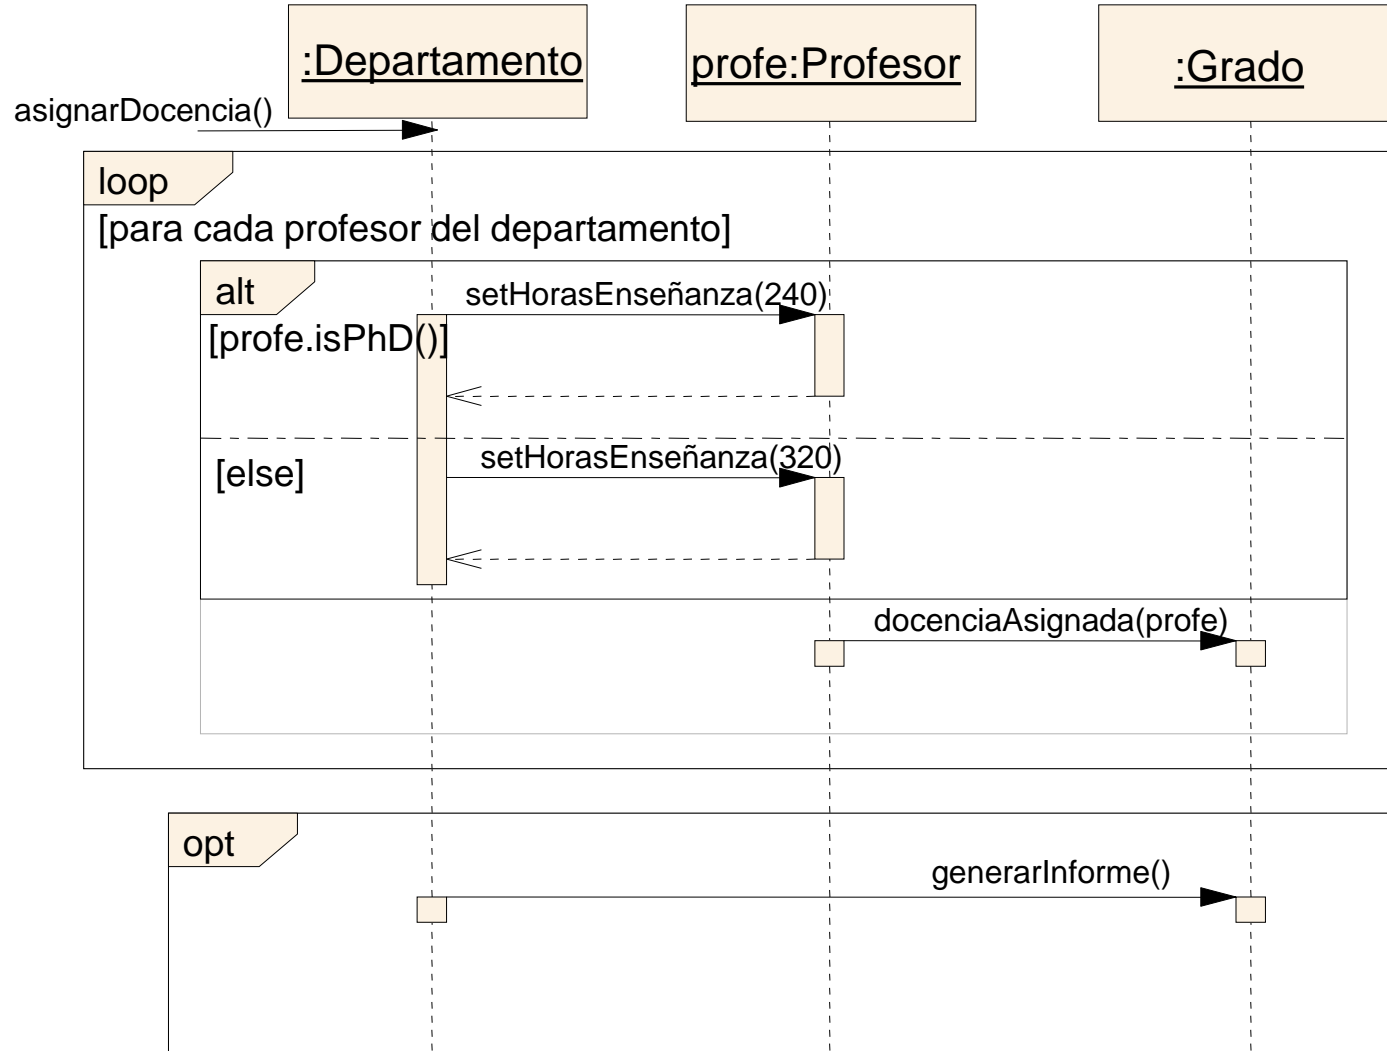 :Departamento
profe:Profesor
:Grado
asignarDocencia()
loop
[para cada profesor del departamento]
alt
setHorasEnseñanza(240)
[profe.isPhD()]
setHorasEnseñanza(320)
[else]
docenciaAsignada(profe)
opt
generarInforme()